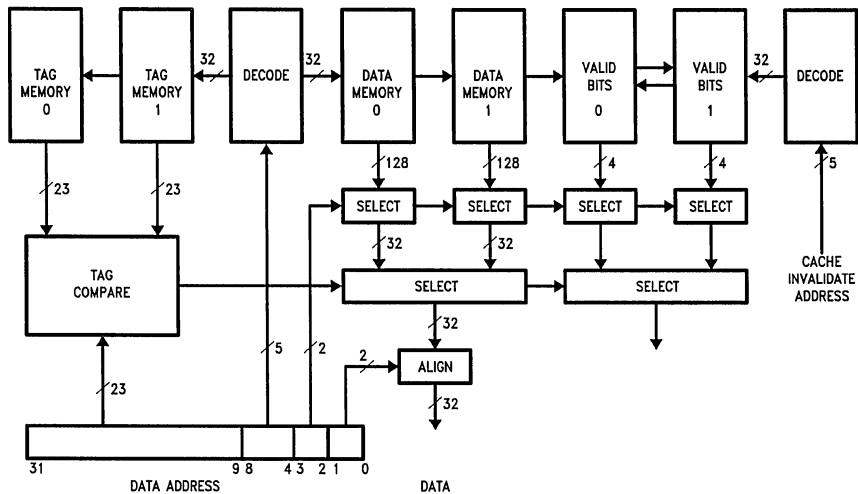 TAG MEMORY 0
TAG MEMORY 1
32
DECODE
32
DATA MEMORY 0
DATA MEMORY 1
VALID BITS 0
VALID BITS 1
32
DECODE
23
23
128
128
4
4
5
SELECT
SELECT
SELECT
SELECT
32
32
TAG COMPARE
SELECT
SELECT
CACHE INVALIDATE ADDRESS
32
5
2
2
ALIGN
23
32
31
9
8
4
3
2
1
0
DATA ADDRESS
DATA